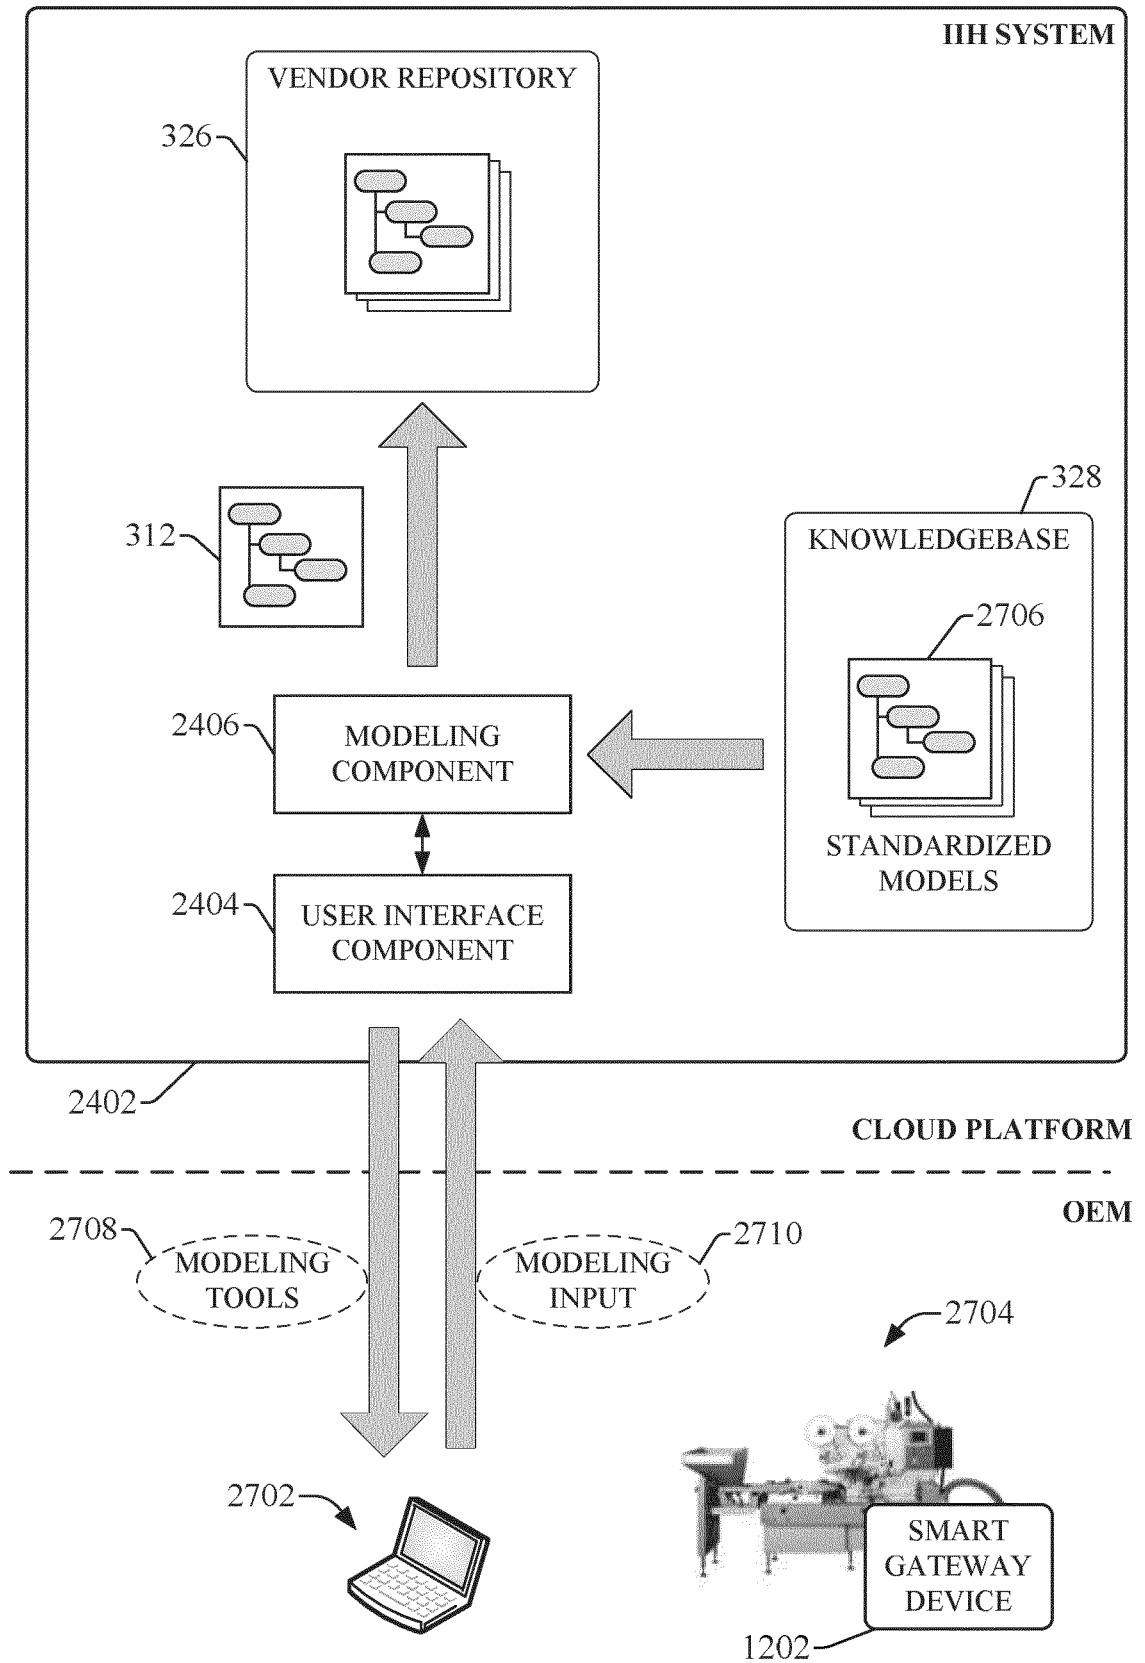 IIH SYSTEM
VENDOR REPOSITORY
326
328
312
KNOWLEDGEBASE
2706
2406
MODELING
COMPONENT
STANDARDIZED
MODELS
2404
USER INTERFACE
COMPONENT
2402
CLOUD PLATFORM
OEM
2708
2710
MODELING
TOOLS
MODELING
INPUT
2704
2702
SMART
GATEWAY
DEVICE
1202